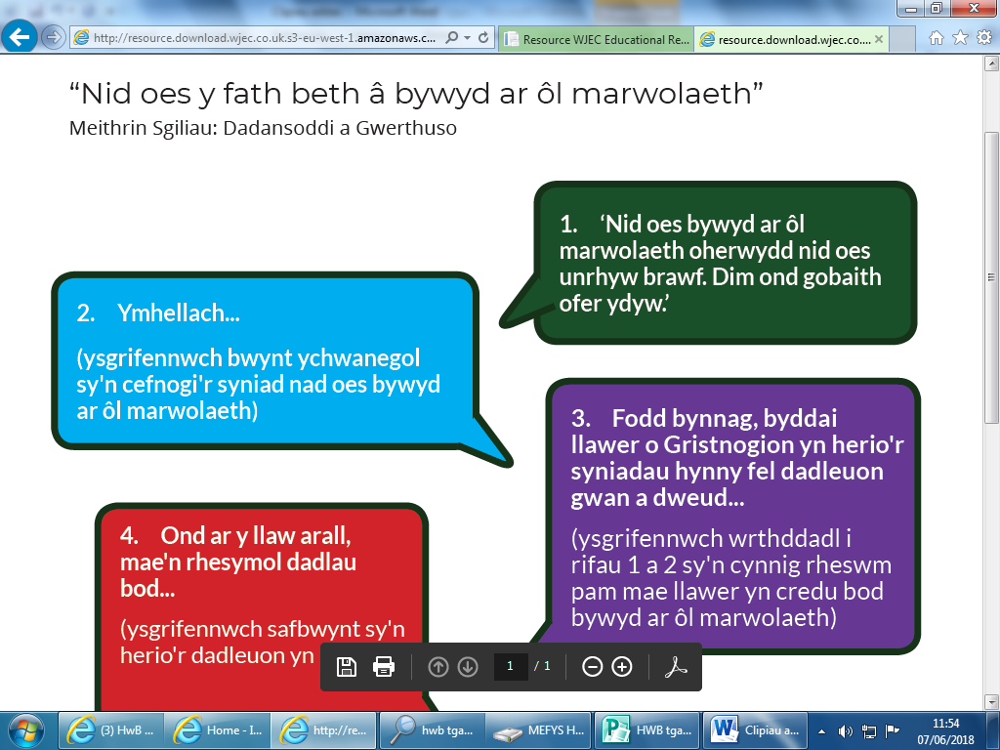 http://resource.download.wjec.co.uk.s3-eu-west-1.amazonaws.c...
Resource WJEC Educational Re...
resource.download.wjec.co....
“Nid oes y fath beth â bywyd ar ôl marwolaeth”
Meithrin Sgiliau: Dadansoddi a Gwerthuso
1. ‘Nid oes bywyd ar ôl
marwolaeth oherwydd nid oes
unrhyw brawf. Dim ond gobaith
ofer ydyw.’
2. Ymhellach...
(ysgrifennwch bwynt ychwanegol
sy'n cefnogi'r syniad nad oes bywyd
ar ôl marwolaeth)
3. Fodd bynnag, byddai
llawer o Gristnogion yn herio'r
syniadau hynny fel dadleuon
gwan a dweud...
(ysgrifennwch wrthddadl i
rifau 1 a 2 sy'n cynnig rheswm
pam mae llawer yn credu bod
bywyd ar ôl marwolaeth)
4. Ond ar y llaw arall,
mae'n rhesymol dadlau
bod...
(ysgrifennwch safbwynt sy'n
herio'r dadleuon yn
1 / 1
(3) HwB ...
Home - I...
http://re...
hwb tga...
MEFYS H...
HWB tga...
Clipiau a...
11:54
07/06/2018